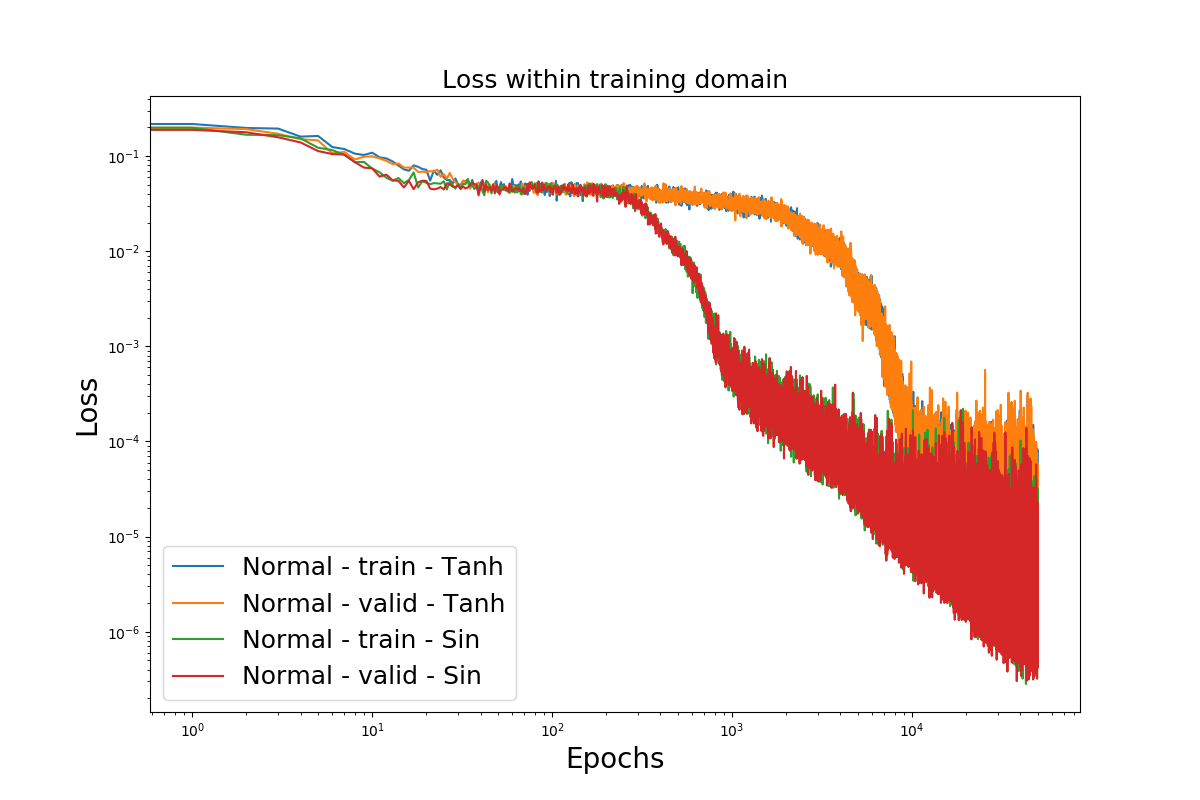 Loss within training domain
Loss
10⁻¹
10⁻²
10⁻³
10⁻⁴
10⁻⁵
10⁻⁶
Normal - train - Tanh
Normal - valid - Tanh
Normal - train - Sin
Normal - valid - Sin
10⁰ 10¹ 10² 10³ 10⁴
Epochs